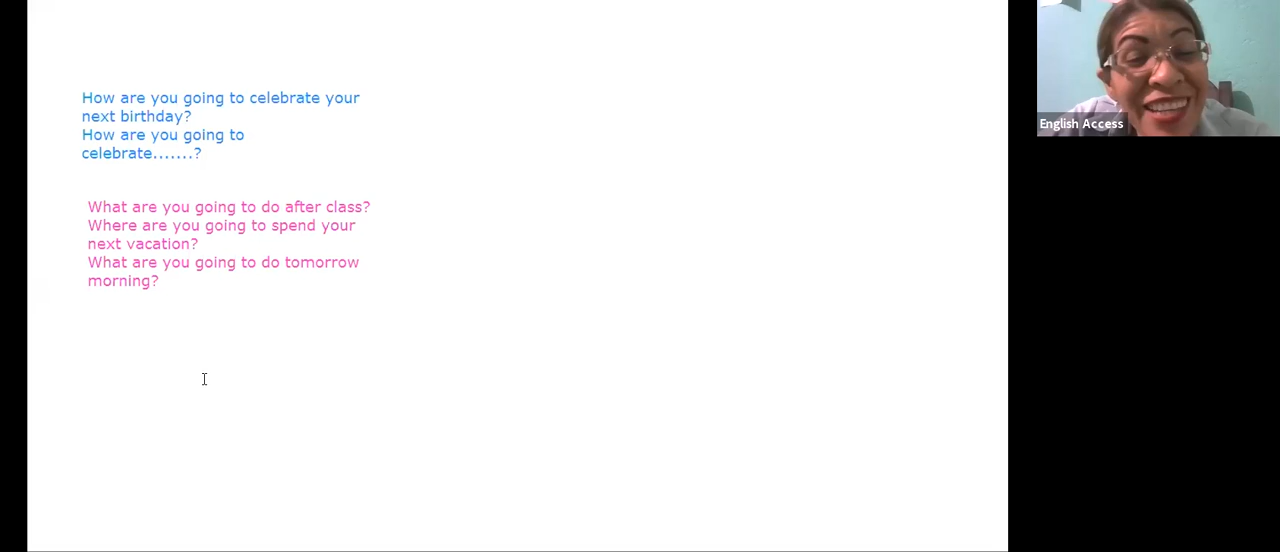 How are you going to celebrate your
next birthday?
How are you going to
celebrate.......?
What are you going to do after class?
Where are you going to spend your
next vacation?
What are you going to do tomorrow
morning?
English Access